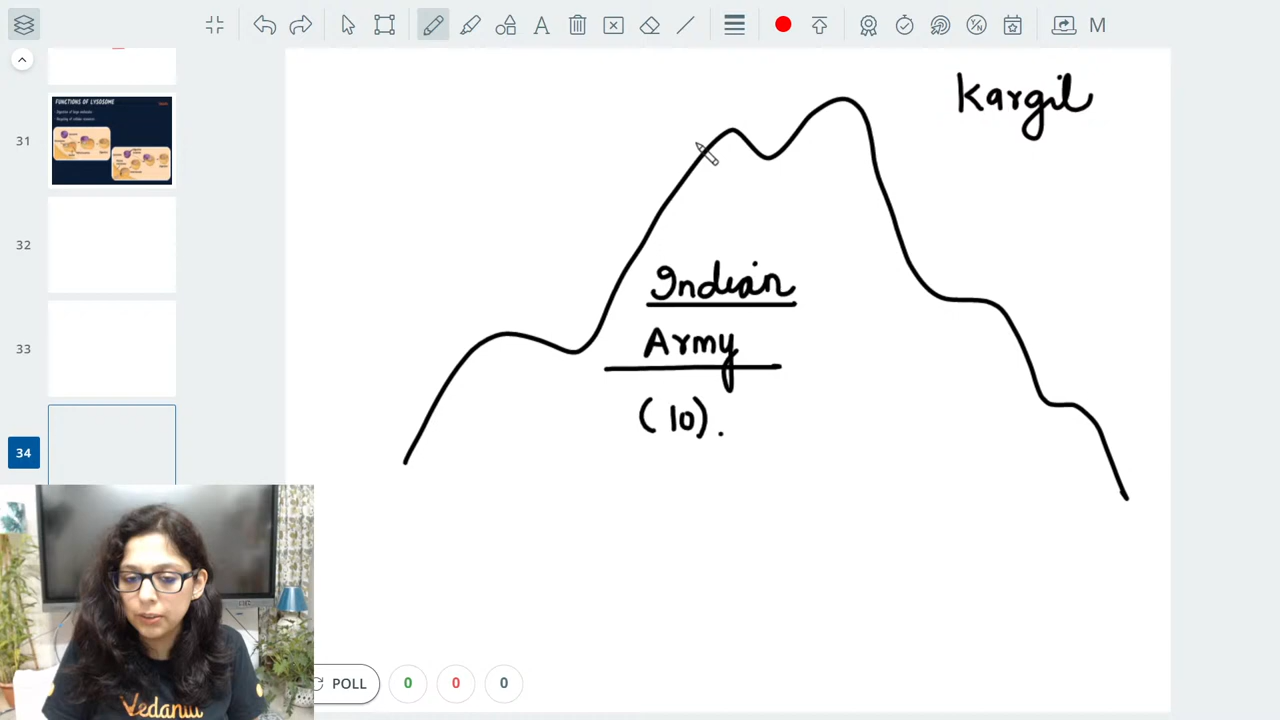 M
31
FUNCTIONS OF LYSOSOME
32
33
34
Kargil
Indian
Army
(10).
POLL
0
0
0
Vedantu